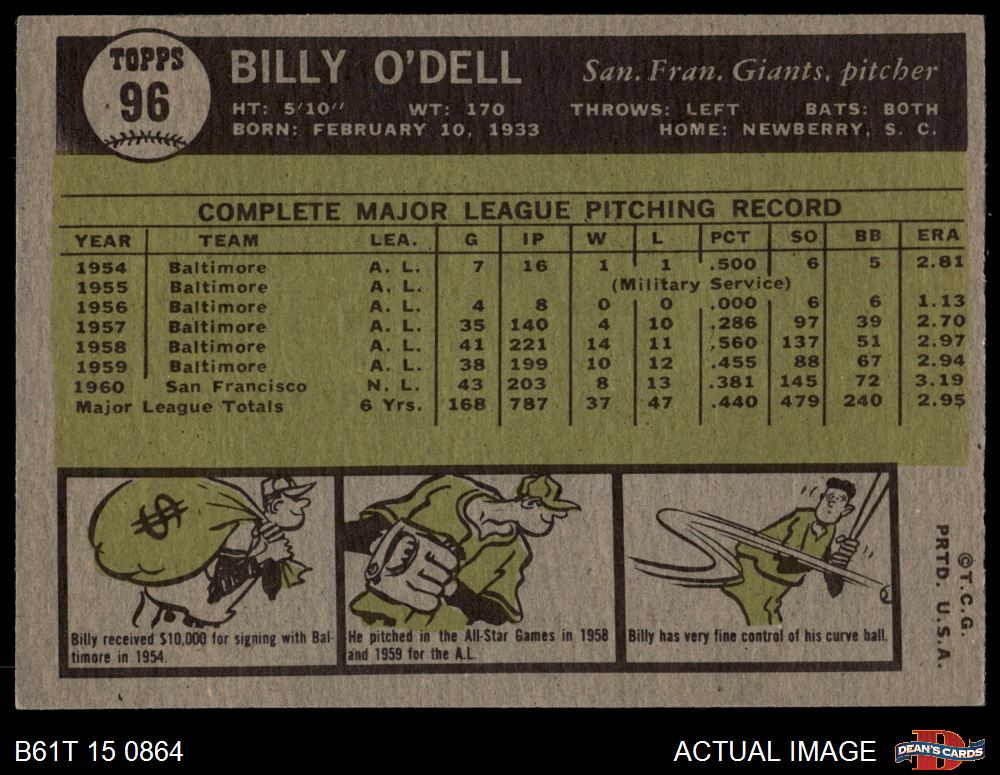 TOPPS
96
BILLY O'DELL San. Fran. Giants, pitcher
HT: 5'10" WT: 170 THROWS: LEFT BATS: BOTH
BORN: FEBRUARY 10, 1933 HOME: NEWBERRY, S. C.
COMPLETE MAJOR LEAGUE PITCHING RECORD
YEAR TEAM LEA. G IP W L PCT SO BB ERA
1954 Baltimore A. L. 7 16 1 1 .500 6 5 2.81
1955 Baltimore A. L. (Military Service)
1956 Baltimore A. L. 4 8 0 0 .000 6 6 1.13
1957 Baltimore A. L. 35 140 4 10 .286 97 39 2.70
1958 Baltimore A. L. 41 221 14 11 .560 137 51 2.97
1959 Baltimore A. L. 38 199 10 12 .455 88 67 2.94
1960 San Francisco N. L. 43 203 8 13 .381 145 72 3.19
Major League Totals 6 Yrs. 168 787 37 47 .440 479 240 2.95
$
Billy received $10,000 for signing with Bal-
timore in 1954.
He pitched in the All-Star Games in 1958
and 1959 for the A.L.
Billy has very fine control of his curve ball.
©T.C.G.
PRTD. U.S.A.
B61T 15 0864 ACTUAL IMAGE
D
DEAN'S CARDS